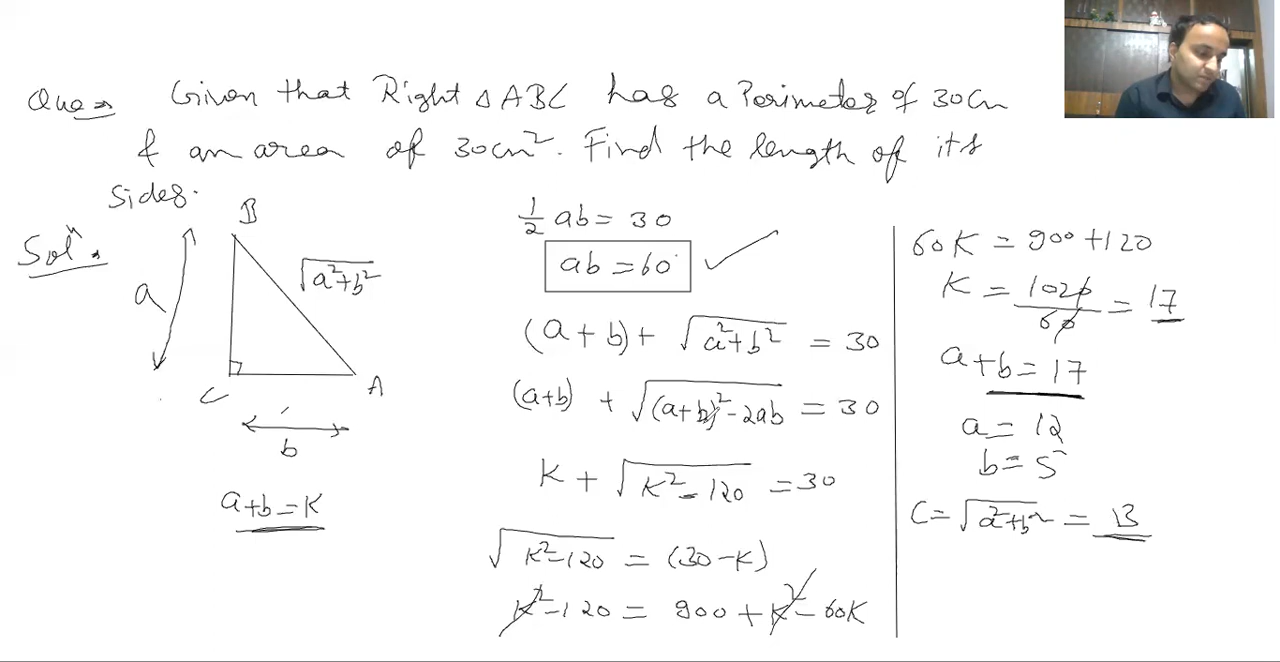 Que⇒ Given that Right △ ABC has a Perimeter of 30cm
& an area of 30cm². Find the length of its
sides.
Solⁿ⇒
B
a
√(a²+b²)
C
A
b
a+b=K
1/2 ab = 30
ab = 60 ✓
(a+b)+ √(a²+b²) = 30
(a+b) + √((a+b)²-2ab) = 30
K + √(K²-120) = 30
√(K²-120) = (30-K)
K²-120 = 900 + K² - 60K
60K = 900+120
K = 1020/60 = 17
a+b = 17
a = 12
b = 5
C = √(a²+b²) = 13